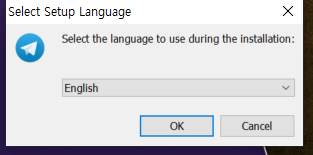 Select Setup Language
Select the language to use during the installation:
English
OK
Cancel